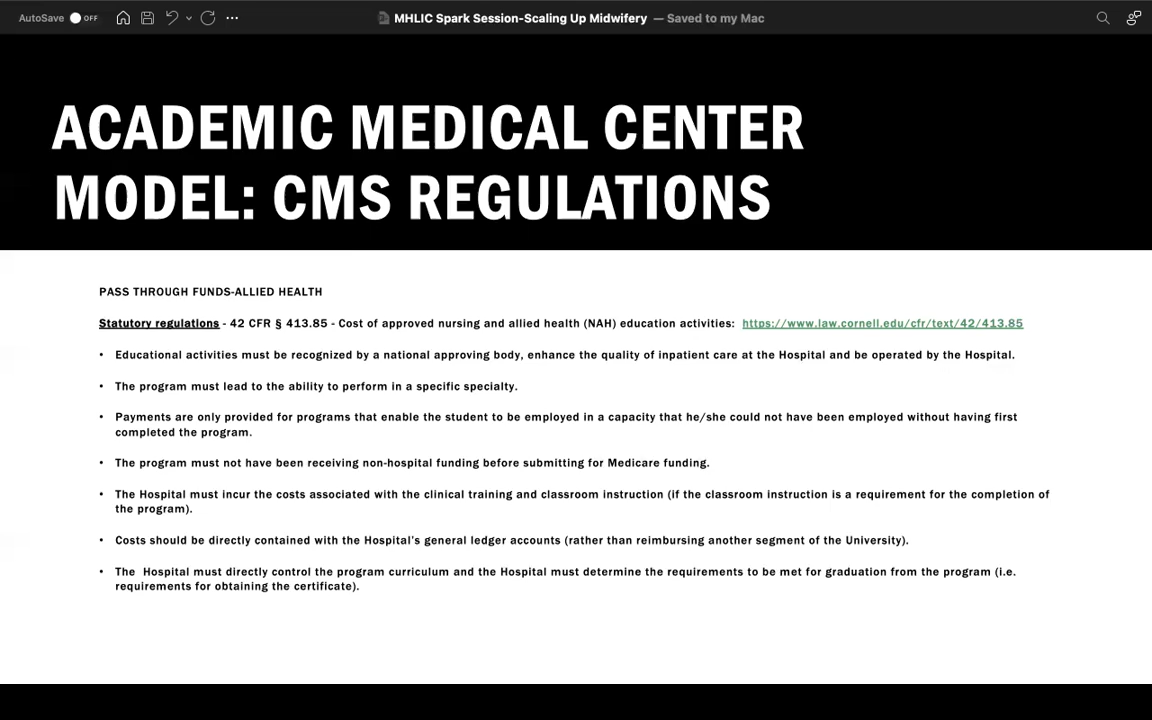 AutoSave OFF
MHLIC Spark Session-Scaling Up Midwifery — Saved to my Mac
ACADEMIC MEDICAL CENTER
MODEL: CMS REGULATIONS
PASS THROUGH FUNDS-ALLIED HEALTH
Statutory regulations - 42 CFR § 413.85 - Cost of approved nursing and allied health (NAH) education activities: https://www.law.cornell.edu/cfr/text/42/413.85
• Educational activities must be recognized by a national approving body, enhance the quality of inpatient care at the Hospital and be operated by the Hospital.
• The program must lead to the ability to perform in a specific specialty.
• Payments are only provided for programs that enable the student to be employed in a capacity that he/she could not have been employed without having first
completed the program.
• The program must not have been receiving non-hospital funding before submitting for Medicare funding.
• The Hospital must incur the costs associated with the clinical training and classroom instruction (if the classroom instruction is a requirement for the completion of
the program).
• Costs should be directly contained with the Hospital's general ledger accounts (rather than reimbursing another segment of the University).
• The Hospital must directly control the program curriculum and the Hospital must determine the requirements to be met for graduation from the program (i.e.
requirements for obtaining the certificate).